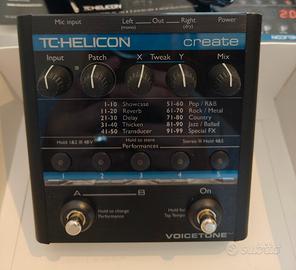 Mic input Left (mono) Out Right (stereo) Power
TC·HELICON create
Input Patch X Tweak Y Mix
1-10 Showcase 51-60 Pop / R&B
11-20 Reverb 61-70 Rock / Metal
21-30 Delay 71-80 Country
31-40 Thicken 81-90 Jazz / Ballad
41-50 Transducer 91-99 Special FX
Hold 1&2 = 48V Hold to store Stereo = Hold 4&5
Performances
1 2 3 4 5
A B On
Hold to change Performance Hold for Tap Tempo
VOICETONE
subito